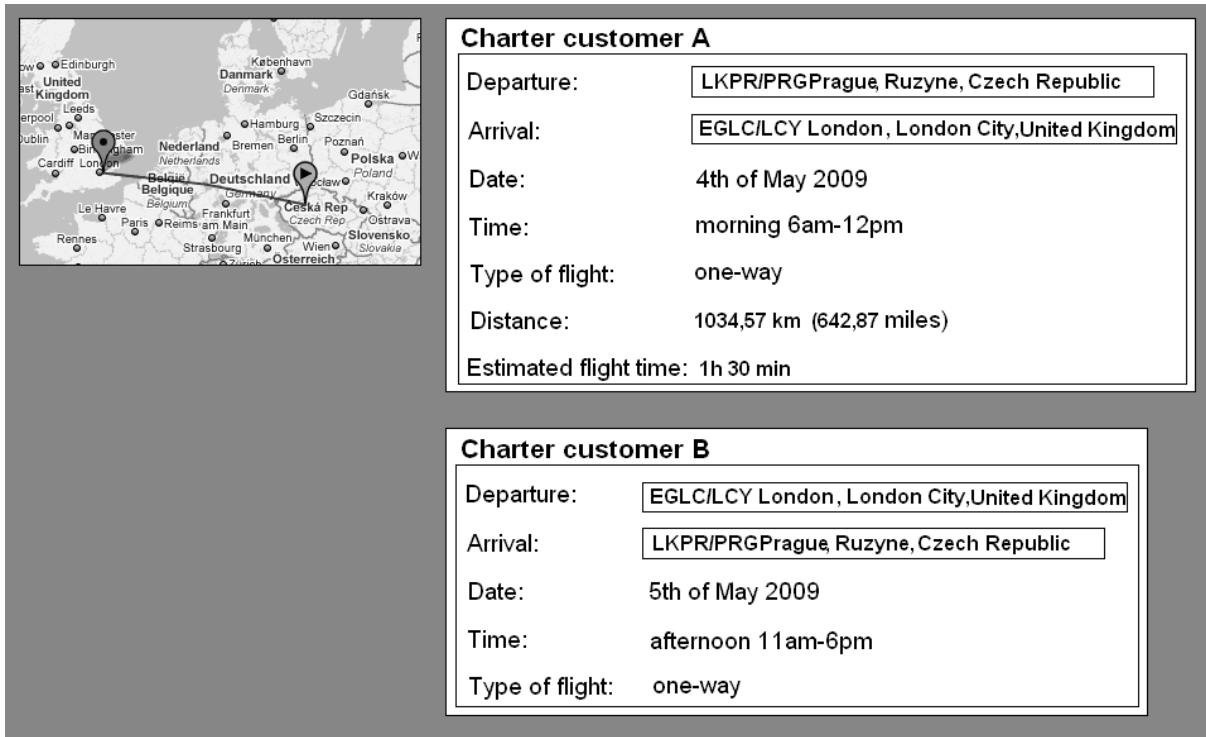 København
Edinburgh
Danmark
Denmark
United
Kingdom
Gdańsk
Leeds
Szczecin
Hamburg
Dublin
Berlin
Poznań
Nederland
Bremen
Netherlands
Polska
Poland
Cardiff
London
België
Belgique
Belgium
Deutschland
Germany
Kraków
Le Havre
Frankfurt
am Main
Česká Rep
Czech Rep
Ostrava
Paris
Reims
Rennes
München
Wien
Slovensko
Slovakia
Strasbourg
Österreich
Charter customer A
Departure: LKPR/PRGPrague, Ruzyne, Czech Republic
Arrival: EGLC/LCY London, London City,United Kingdom
Date: 4th of May 2009
Time: morning 6am-12pm
Type of flight: one-way
Distance: 1034,57 km (642,87 miles)
Estimated flight time: 1h 30 min
Charter customer B
Departure: EGLC/LCY London, London City,United Kingdom
Arrival: LKPR/PRGPrague, Ruzyne, Czech Republic
Date: 5th of May 2009
Time: afternoon 11am-6pm
Type of flight: one-way